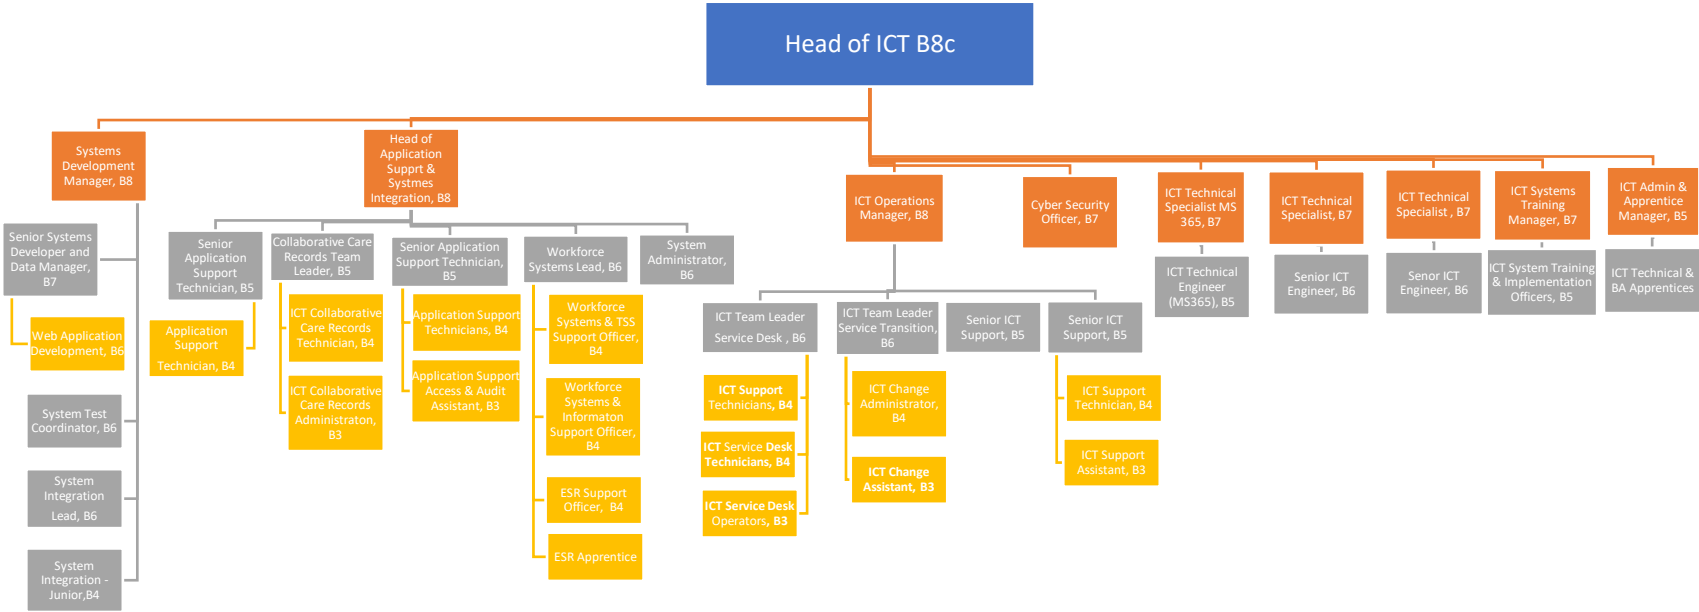 Head of ICT B8c
Systems
Development
Manager, B8
Head of
Application
Supprt &
Systmes
Integration, B8
ICT Operations
Manager, B8
Cyber Security
Officer, B7
ICT Technical
Specialist MS
365, B7
ICT Technical
Specialist, B7
ICT Technical
Specialist , B7
ICT Systems
Training
Manager, B7
ICT Admin &
Apprentice
Manager, B5
Senior Systems
Developer and
Data Manager,
B7
Web Application
Development, B6
System Test
Coordinator, B6
System
Integration
Lead, B6
System
Integration -
Junior,B4
Senior
Application
Support
Technician, B5
Application
Support
Technician, B4
Collaborative Care
Records Team
Leader, B5
ICT Collaborative
Care Records
Technician, B4
ICT Collaborative
Care Records
Administraton,
B3
Senior Application
Support Technician,
B5
Application Support
Technicians, B4
Application Support
Access & Audit
Assistant, B3
Workforce
Systems Lead, B6
Workforce
Systems & TSS
Support Officer,
B4
Workforce
Systems &
Informaton
Support Officer,
B4
ESR Support
Officer, B4
ESR Apprentice
System
Administrator,
B6
ICT Team Leader
Service Desk , B6
ICT Support
Technicians, B4
ICT Service Desk
Technicians, B4
ICT Service Desk
Operators, B3
ICT Team Leader
Service Transition,
B6
ICT Change
Administrator,
B4
ICT Change
Assistant, B3
Senior ICT
Support, B5
Senior ICT
Support, B5
ICT Support
Technician, B4
ICT Support
Assistant, B3
ICT Technical
Engineer
(MS365), B5
Senior ICT
Engineer, B6
Senor ICT
Engineer, B6
ICT System Training
& Implementation
Officers, B5
ICT Technical &
BA Apprentices